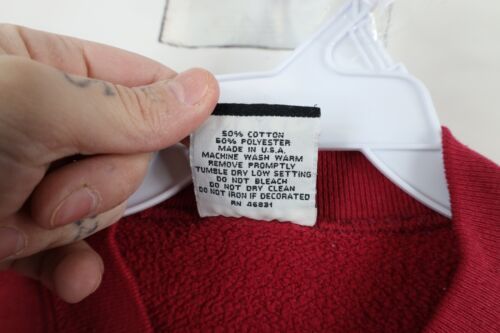 50% COTTON
50% POLYESTER
MADE IN U.S.A.
MACHINE WASH WARM
REMOVE PROMPTLY
TUMBLE DRY LOW SETTING
DO NOT BLEACH
DO NOT DRY CLEAN
DO NOT IRON IF DECORATED
RN 46831